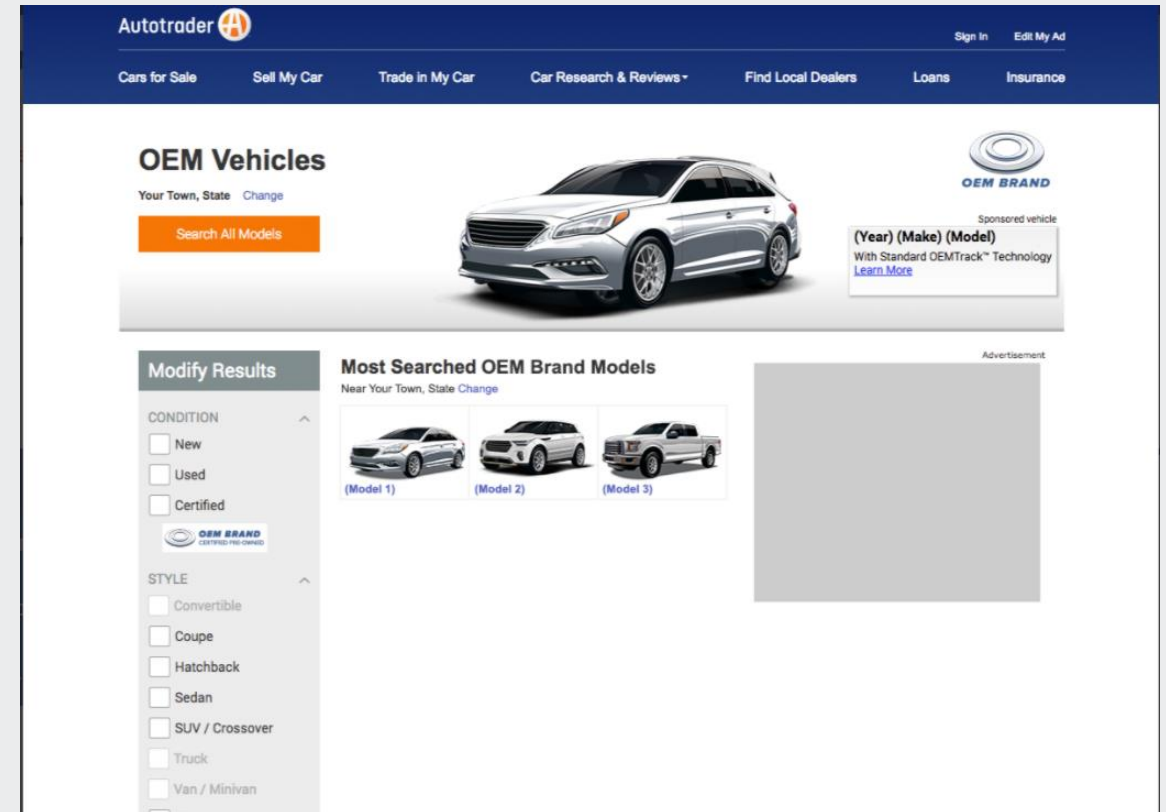 Autotrader
Sign In Edit My Ad
Cars for Sale Sell My Car Trade in My Car Car Research & Reviews Find Local Dealers Loans Insurance
OEM Vehicles
Your Town, State Change
Search All Models
OEM BRAND
Sponsored vehicle
(Year) (Make) (Model)
With Standard OEMTrack™ Technology
Learn More
Modify Results
CONDITION
New
Used
Certified
OEM BRAND
CERTIFIED PRE-OWNED
STYLE
Convertible
Coupe
Hatchback
Sedan
SUV / Crossover
Truck
Van / Minivan
Most Searched OEM Brand Models
Near Your Town, State Change
(Model 1) (Model 2) (Model 3)
Advertisement